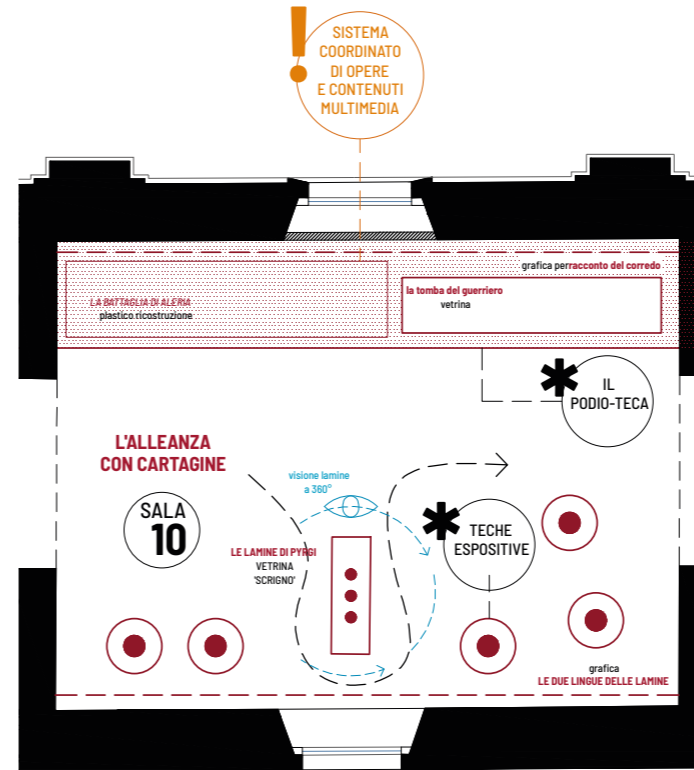 SISTEMA
COORDINATO
DI OPERE
E CONTENUTI
MULTIMEDIA
grafica perracconto del corredo
la tomba del guerriero
vetrina
LA BATTAGLIA DI ALERIA
plastico ricostruzione
IL
PODIO-TECA
L'ALLEANZA
CON CARTAGINE
visione lamine
a 360°
SALA
10
TECHE
ESPOSITIVE
LE LAMINE DI PYRGI
VETRINA
'SCRIGNO'
grafica
LE DUE LINGUE DELLE LAMINE